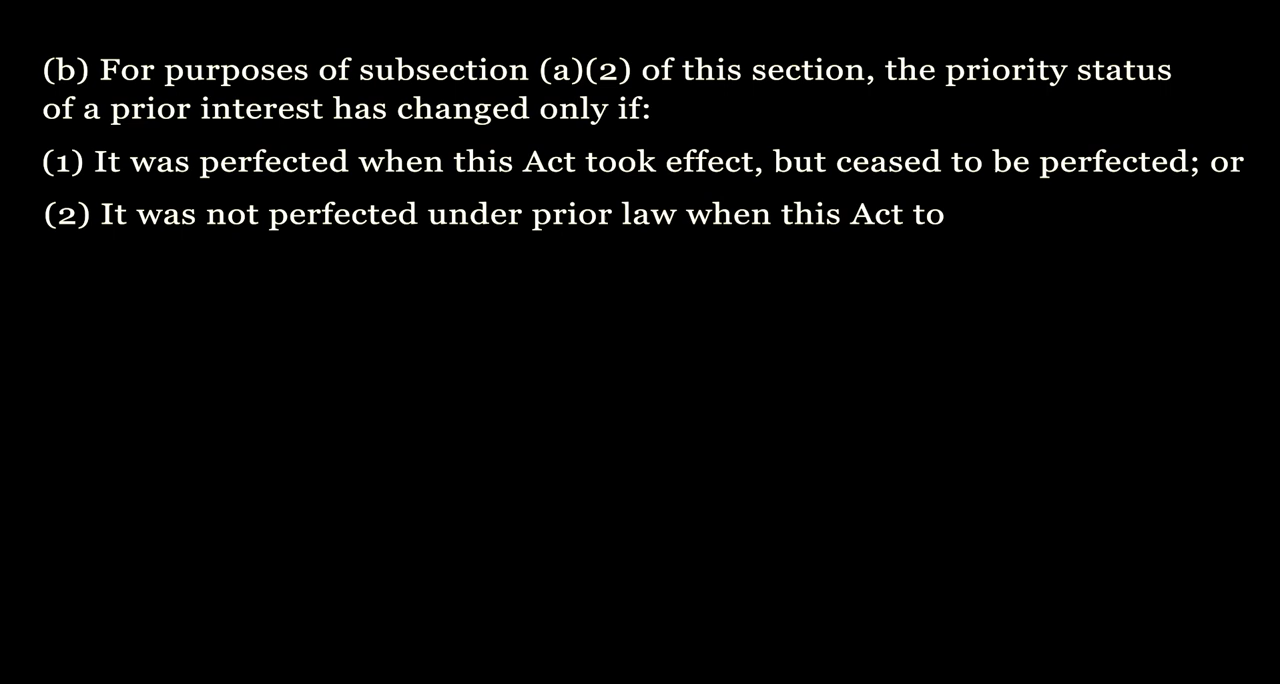 (b) For purposes of subsection (a)(2) of this section, the priority status
of a prior interest has changed only if:
(1) It was perfected when this Act took effect, but ceased to be perfected; or
(2) It was not perfected under prior law when this Act to